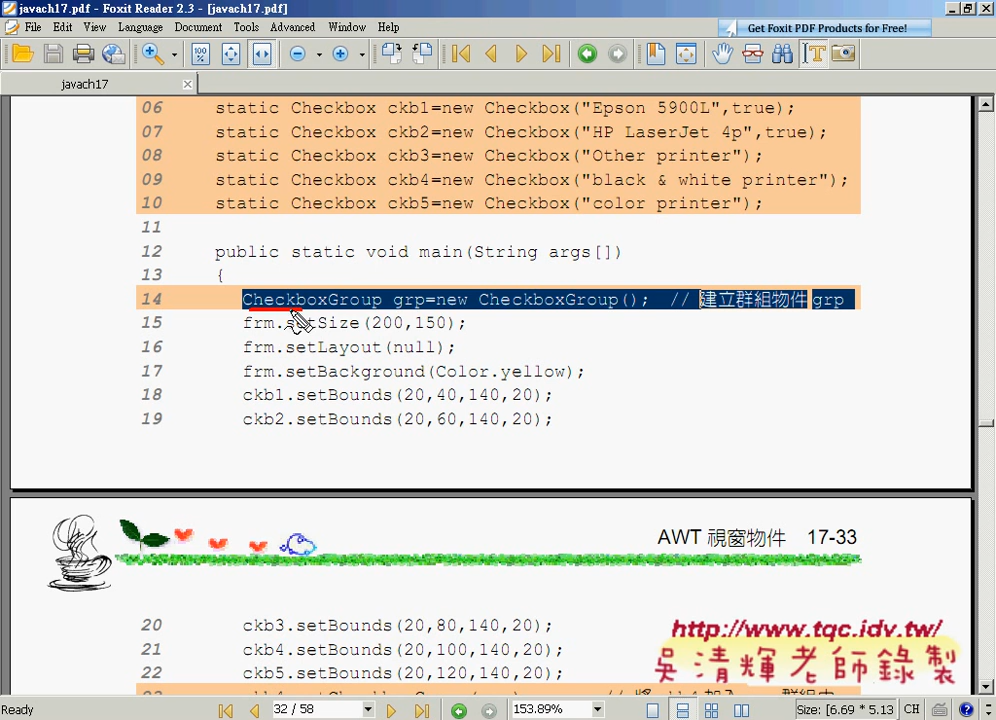 javach17.pdf - Foxit Reader 2.3 - [javach17.pdf]
File Edit View Language Document Tools Advanced Window Help
Get Foxit PDF Products for Free!
javach17
06 static Checkbox ckb1=new Checkbox("Epson 5900L",true);
07 static Checkbox ckb2=new Checkbox("HP LaserJet 4p",true);
08 static Checkbox ckb3=new Checkbox("Other printer");
09 static Checkbox ckb4=new Checkbox("black & white printer");
10 static Checkbox ckb5=new Checkbox("color printer");
11
12 public static void main(String args[])
13 {
14 CheckboxGroup grp=new CheckboxGroup(); // 建立群組物件 grp
15 frm.setSize(200,150);
16 frm.setLayout(null);
17 frm.setBackground(Color.yellow);
18 ckb1.setBounds(20,40,140,20);
19 ckb2.setBounds(20,60,140,20);
AWT 視窗物件 17-33
20 ckb3.setBounds(20,80,140,20);
21 ckb4.setBounds(20,100,140,20);
22 ckb5.setBounds(20,120,140,20);
http://www.tqc.idv.tw/
吳清輝老師錄製
Ready 32 / 58 153.89% Size: [6.69 * 5.13 CH